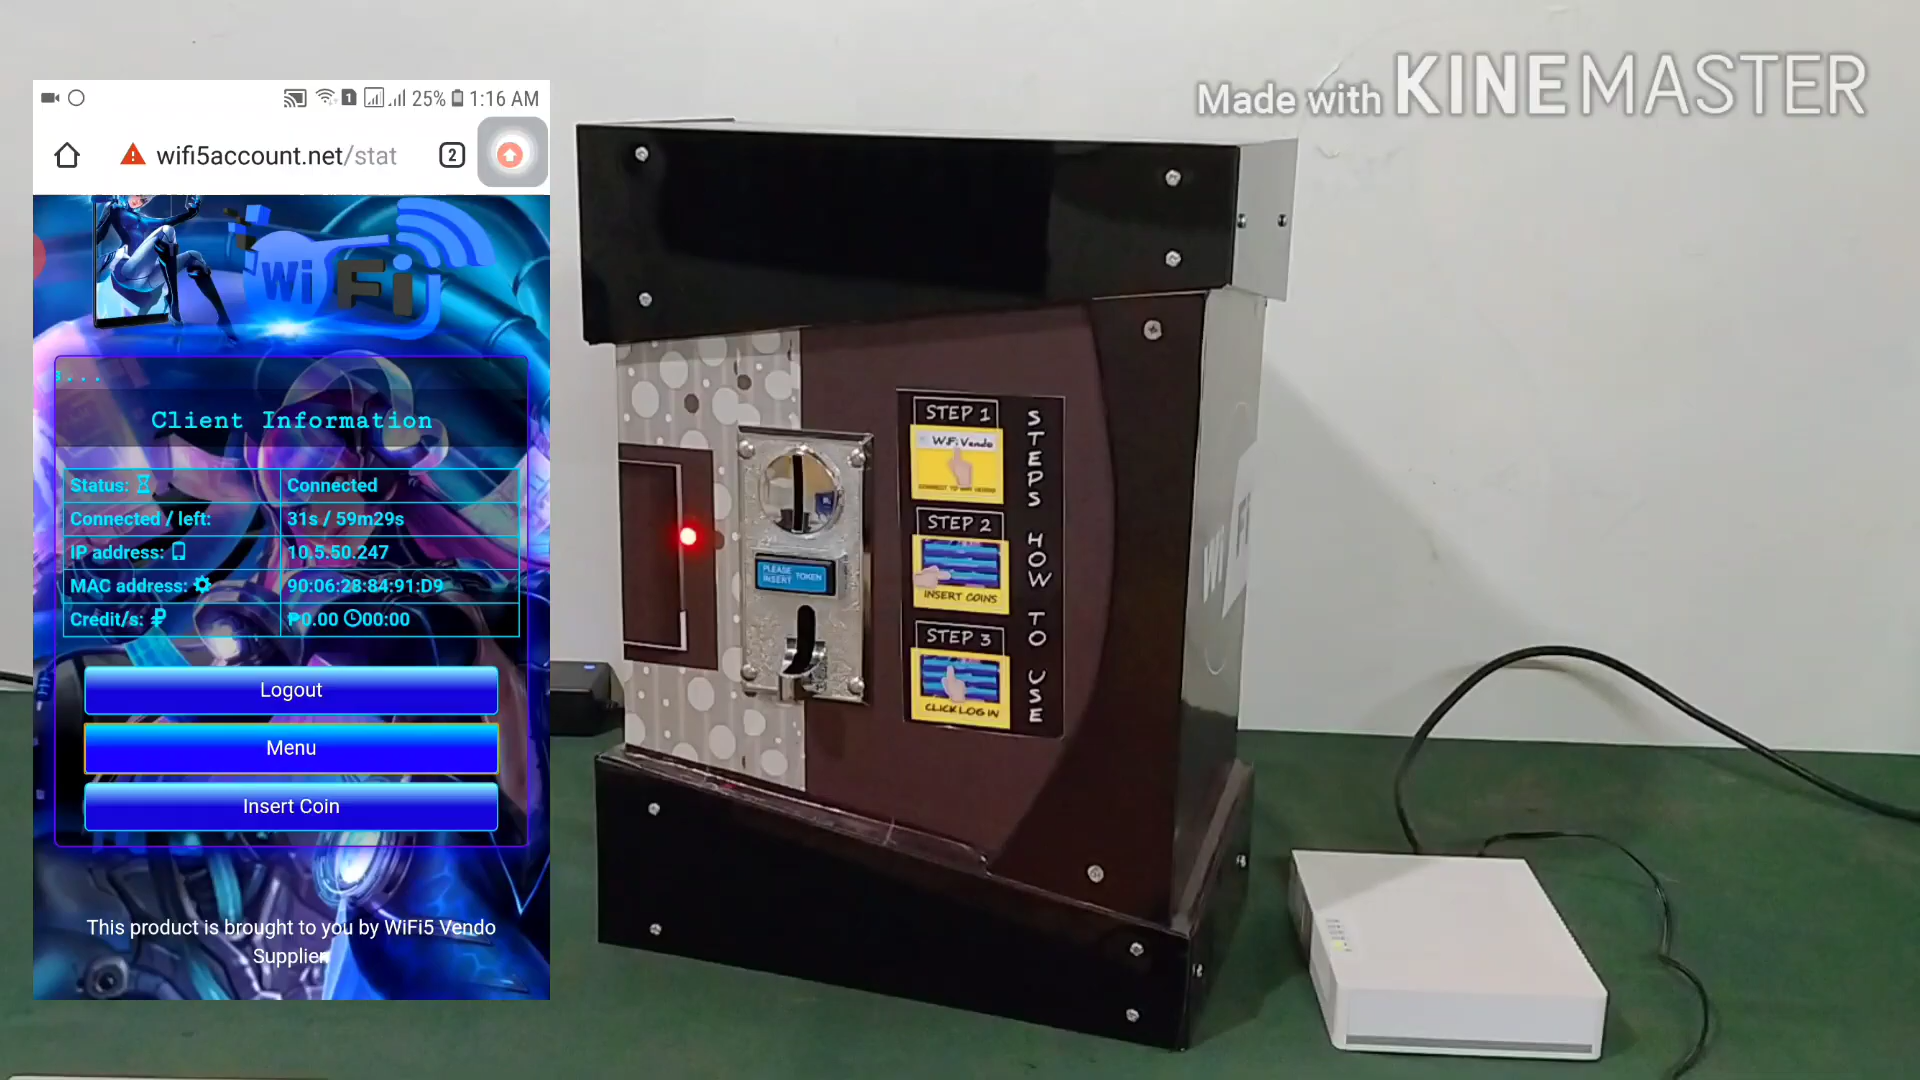 Made with KINEMASTER
25% 1:16 AM
wifi5account.net/stat
2
WiFi
s...
Client Information
Status: Connected
Connected / left: 31s / 59m29s
IP address: 10.5.50.247
MAC address: 90:06:28:84:91:D9
Credit/s: ₱0.00 00:00
Logout
Menu
Insert Coin
This product is brought to you by WiFi5 Vendo
Supplier
PLEASE
INSERT TOKEN
STEP 1
WiFi Vendo
STEP 2
INSERT COINS
STEP 3
CLICK LOG IN
STEPS HOW TO USE
WiFi